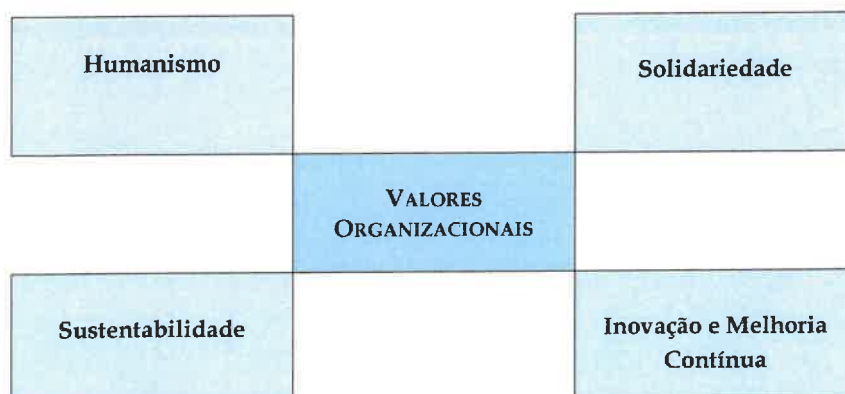 Humanismo
Solidariedade
VALORES
ORGANIZACIONAIS
Sustentabilidade
Inovação e Melhoria
Contínua